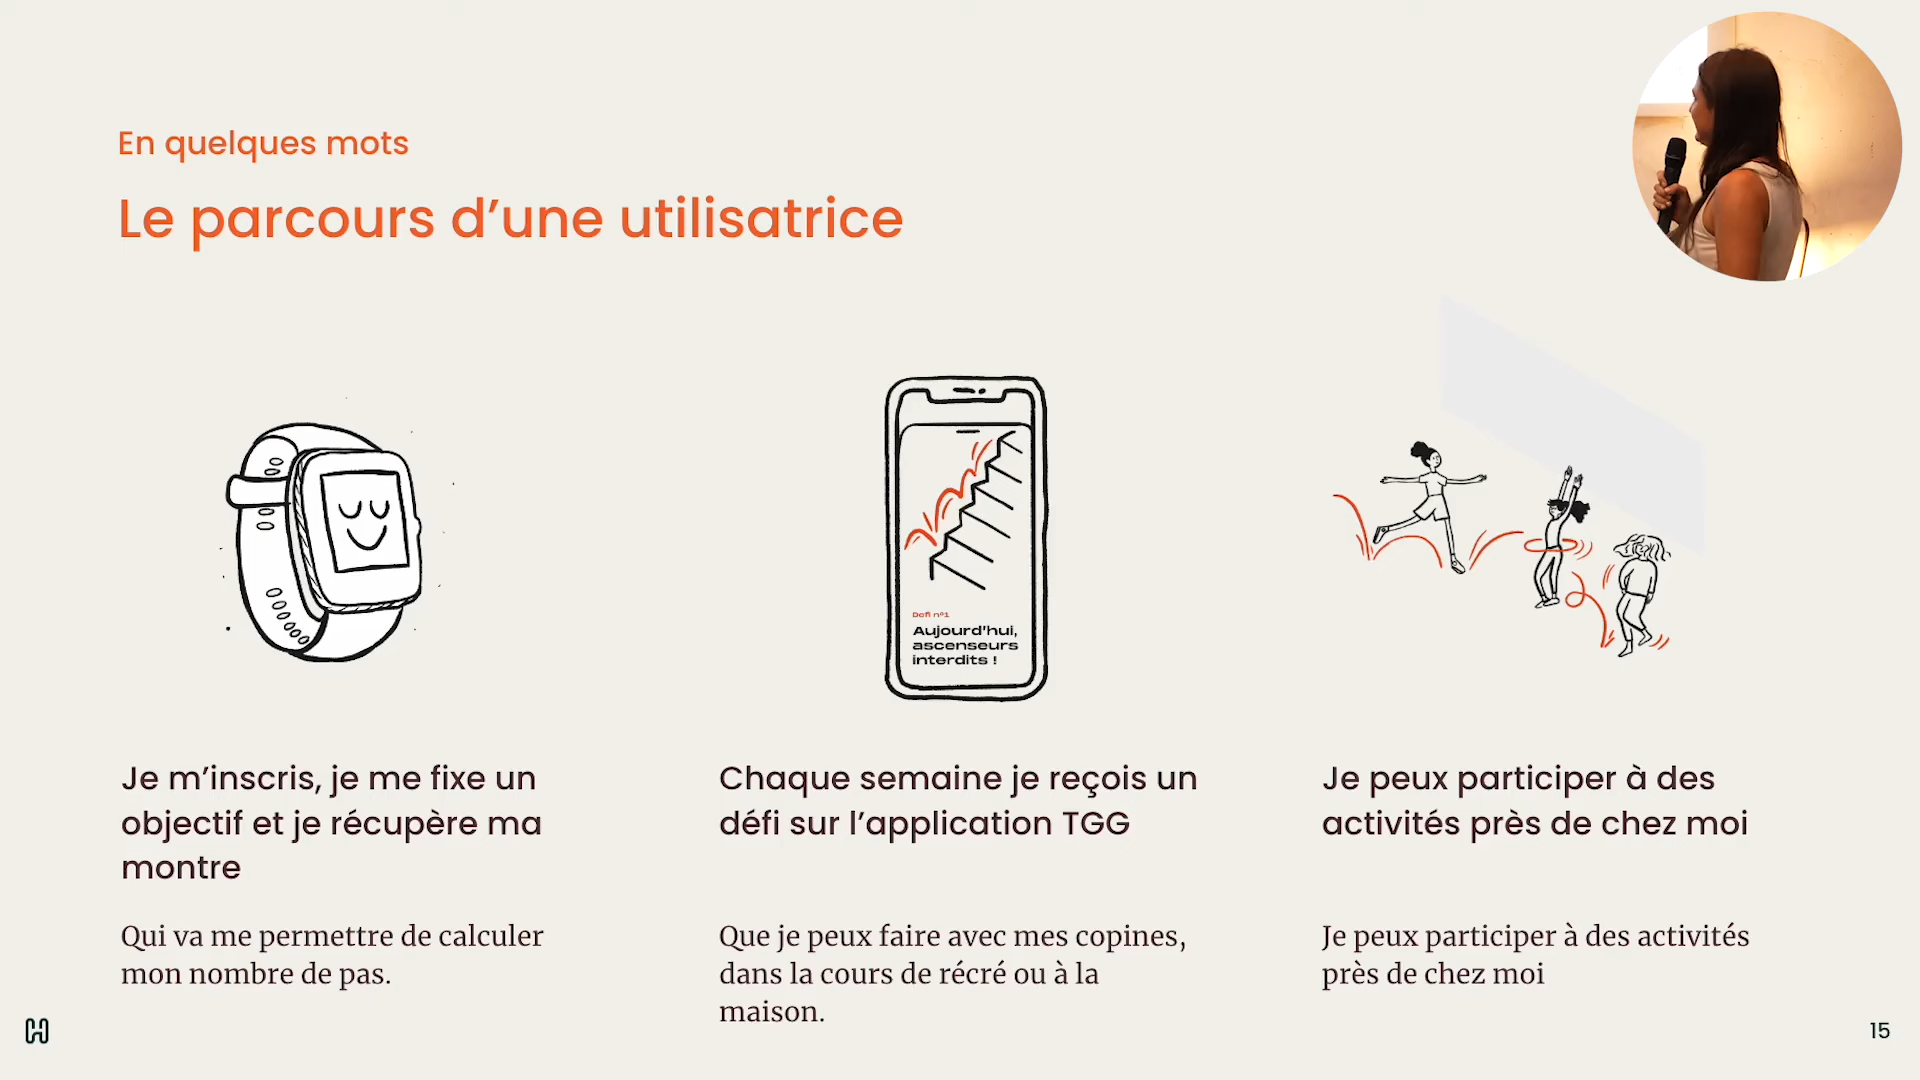 En quelques mots
Le parcours d’une utilisatrice
Défi n°1
Aujourd'hui,
ascenseurs
interdits !
Je m’inscris, je me fixe un
objectif et je récupère ma
montre
Qui va me permettre de calculer
mon nombre de pas.
Chaque semaine je reçois un
défi sur l’application TGG
Que je peux faire avec mes copines,
dans la cours de récré ou à la
maison.
Je peux participer à des
activités près de chez moi
Je peux participer à des activités
près de chez moi
15